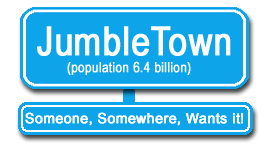 JumbleTown
(population 6.4 billion)
Someone, Somewhere, Wants it!